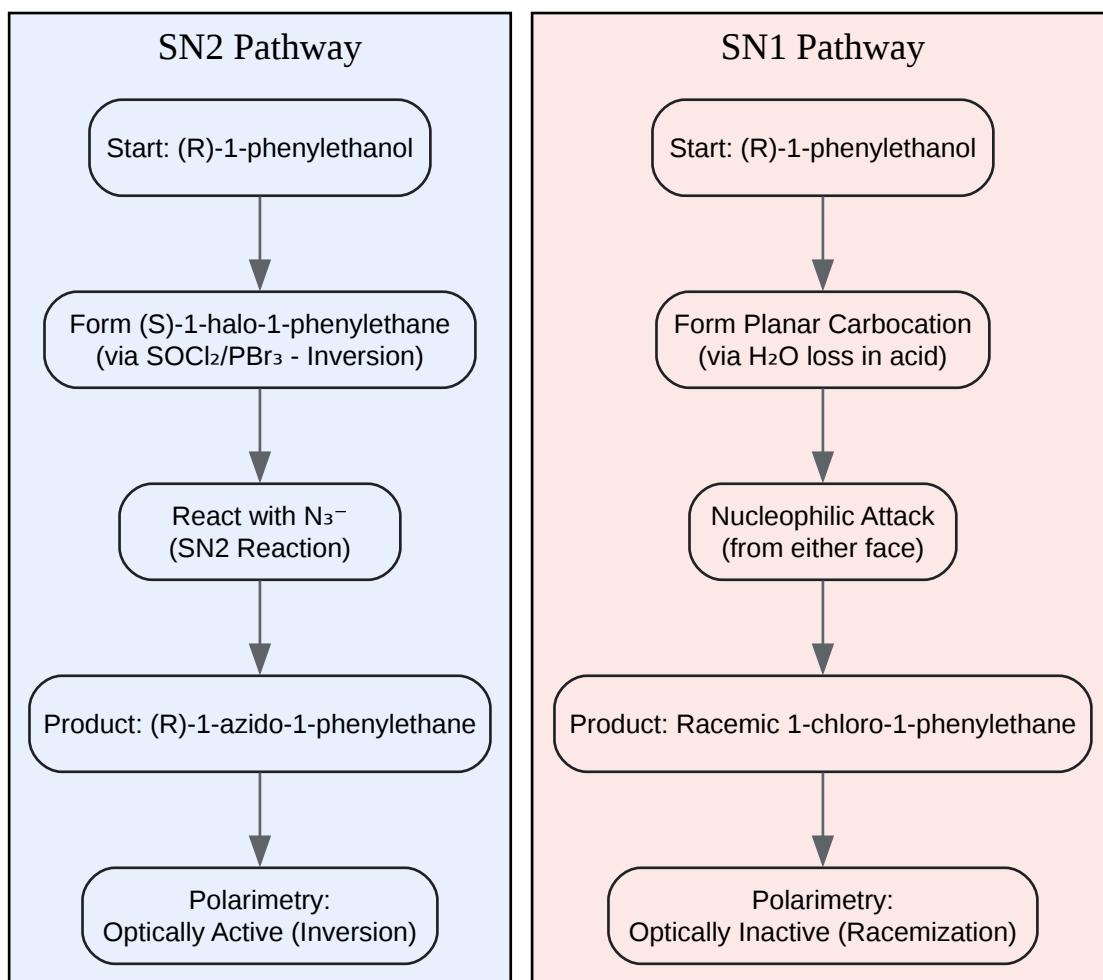 SN2 Pathway
Start: (R)-1-phenylethanol
Form (S)-1-halo-1-phenylethane
(via SOCl₂/PBr₃ - Inversion)
React with N₃⁻
(SN2 Reaction)
Product: (R)-1-azido-1-phenylethane
Polarimetry:
Optically Active (Inversion)
SN1 Pathway
Start: (R)-1-phenylethanol
Form Planar Carbocation
(via H₂O loss in acid)
Nucleophilic Attack
(from either face)
Product: Racemic 1-chloro-1-phenylethane
Polarimetry:
Optically Inactive (Racemization)